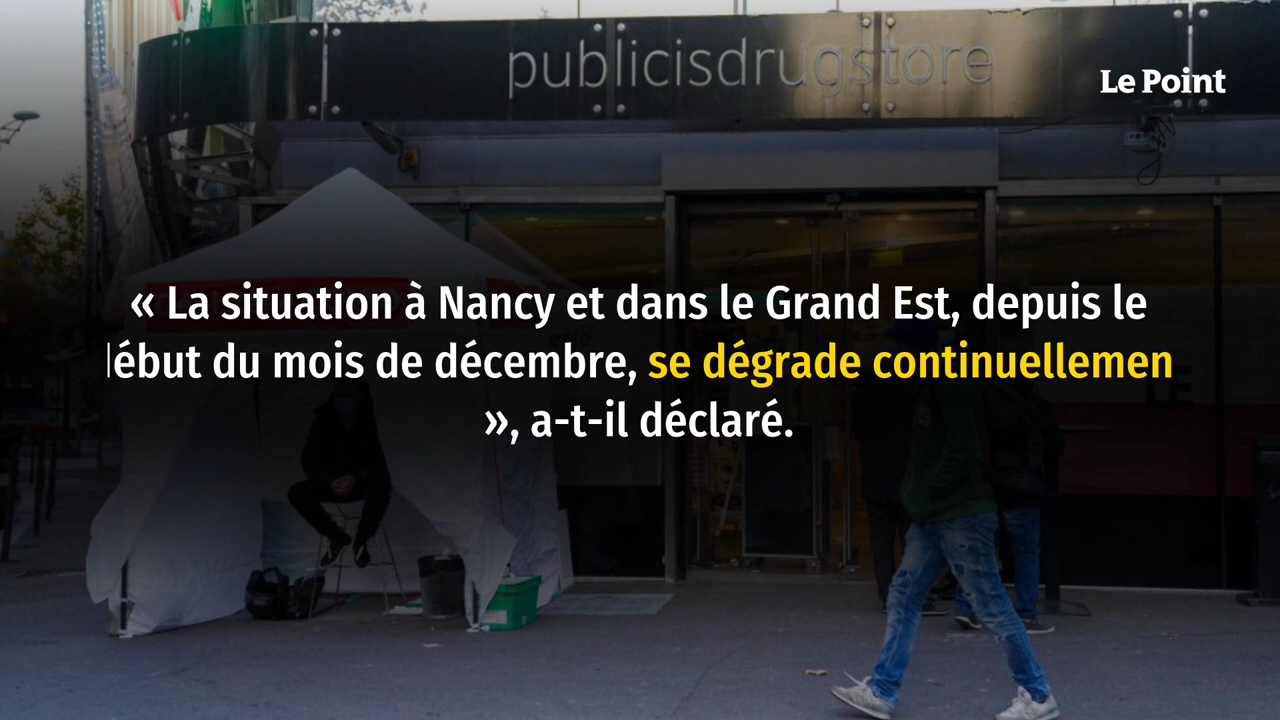 publicisdrugstore
Le Point
« La situation à Nancy et dans le Grand Est, depuis le
ébut du mois de décembre, se dégrade continuellemen
», a-t-il déclaré.